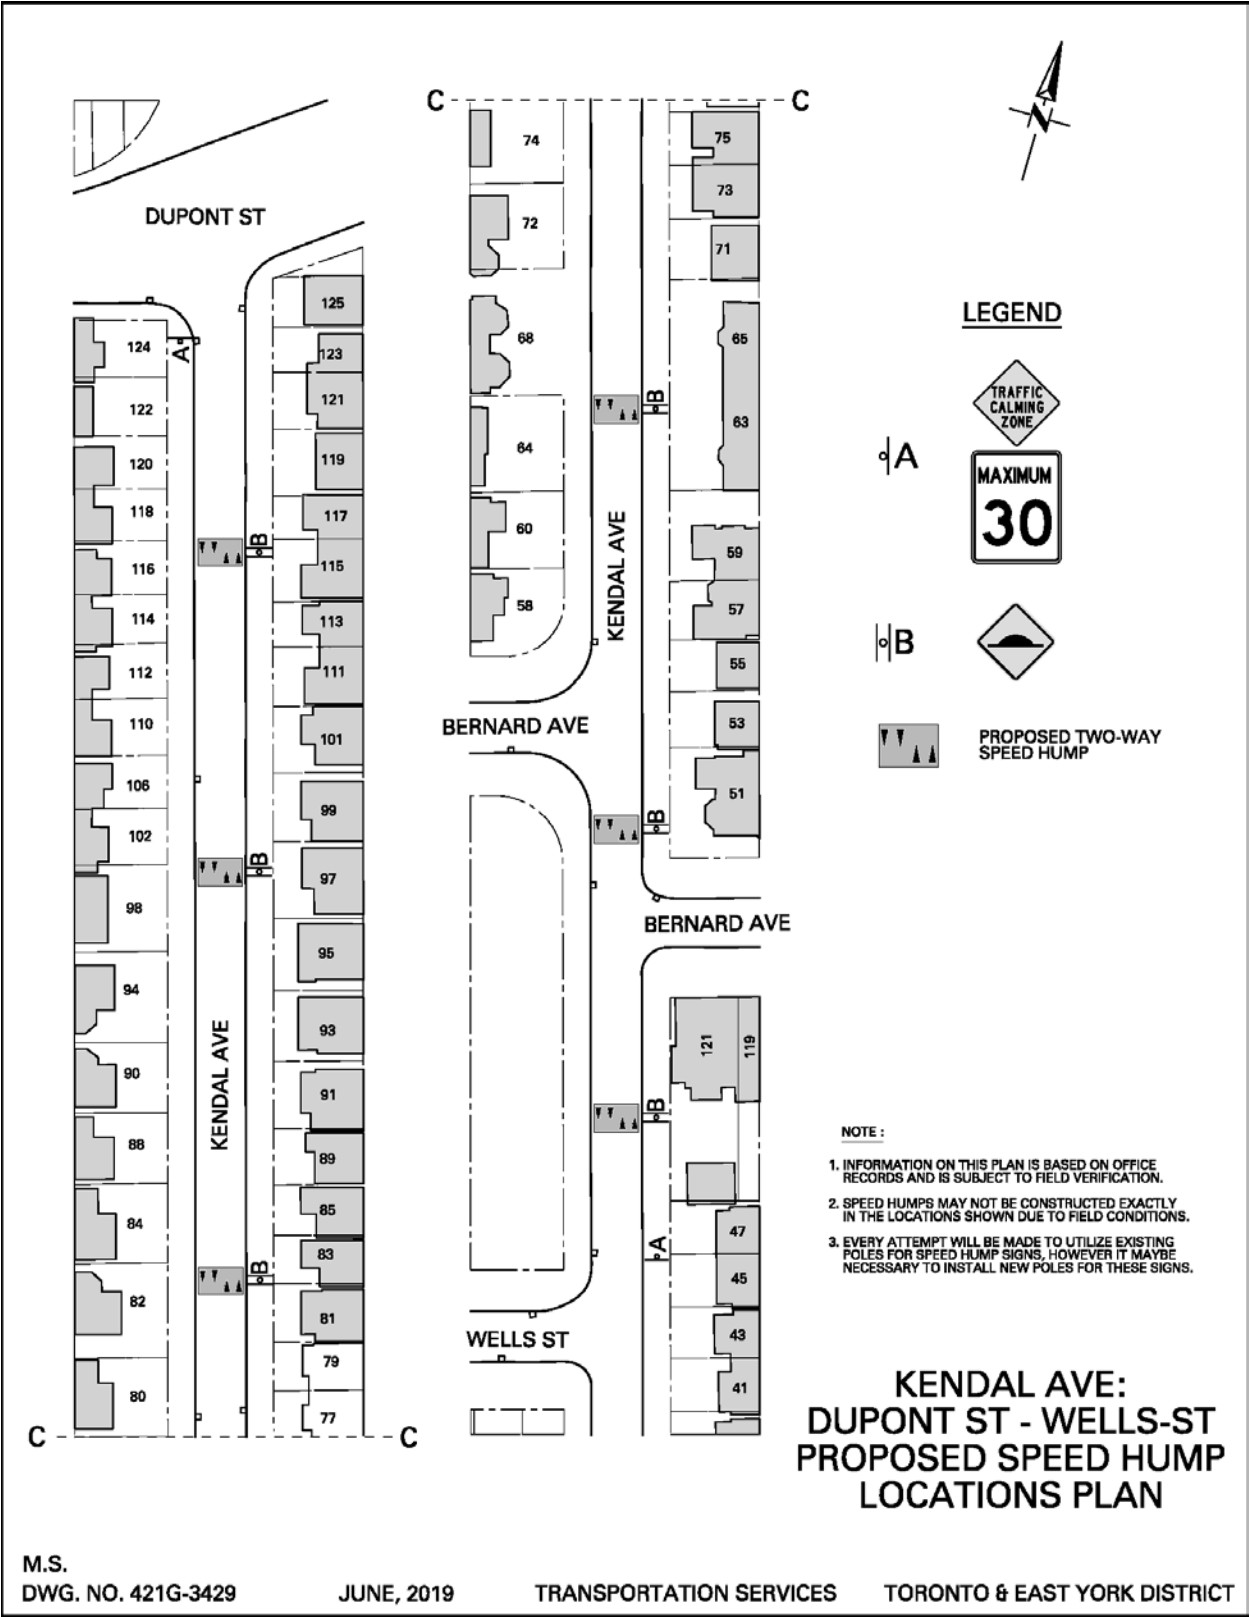 C
C
74
75
73
72
71
DUPONT ST
125
124
A
123
122
121
120
119
118
117
116
B
115
114
113
112
111
110
101
106
99
102
B
97
98
95
94
93
90
91
88
89
84
85
83
82
B
81
80
79
77
KENDAL AVE
C
C
68
65
B
64
63
60
59
58
57
55
53
51
KENDAL AVE
BERNARD AVE
B
BERNARD AVE
121
119
B
47
A
45
43
41
WELLS ST
N
LEGEND
TRAFFIC
CALMING
ZONE
A
MAXIMUM
30
B
PROPOSED TWO-WAY
SPEED HUMP
NOTE :
1. INFORMATION ON THIS PLAN IS BASED ON OFFICE
RECORDS AND IS SUBJECT TO FIELD VERIFICATION.
2. SPEED HUMPS MAY NOT BE CONSTRUCTED EXACTLY
IN THE LOCATIONS SHOWN DUE TO FIELD CONDITIONS.
3. EVERY ATTEMPT WILL BE MADE TO UTILIZE EXISTING
POLES FOR SPEED HUMP SIGNS, HOWEVER IT MAYBE
NECESSARY TO INSTALL NEW POLES FOR THESE SIGNS.
KENDAL AVE:
DUPONT ST - WELLS-ST
PROPOSED SPEED HUMP
LOCATIONS PLAN
M.S.
DWG. NO. 421G-3429 JUNE, 2019 TRANSPORTATION SERVICES TORONTO & EAST YORK DISTRICT